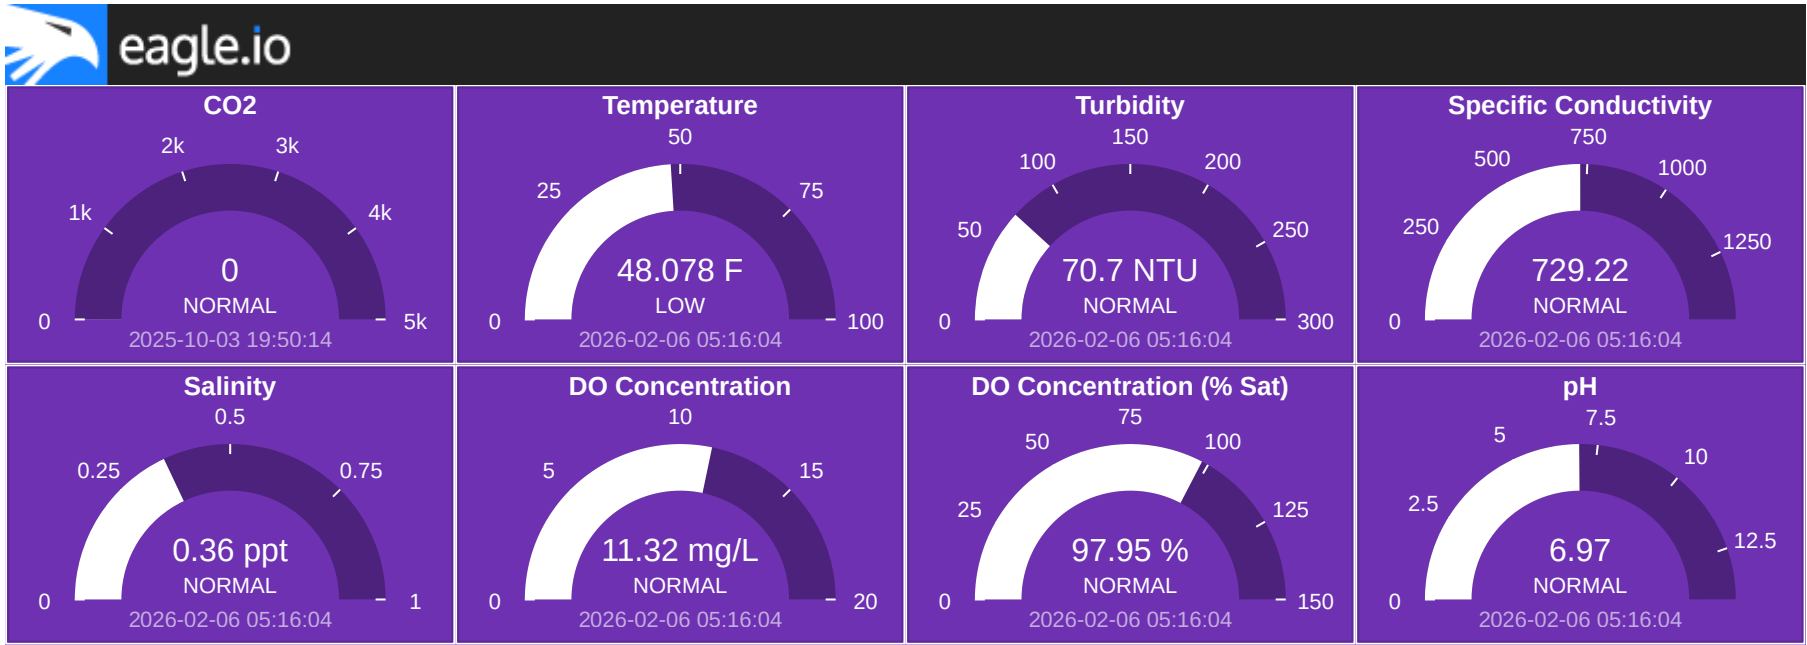 eagle.io
CO2
2k
3k
1k
4k
0
NORMAL
0
5k
2025-10-03 19:50:14
Temperature
50
25
75
48.078 F
LOW
0
100
2026-02-06 05:16:04
Turbidity
150
100
200
50
250
70.7 NTU
NORMAL
0
300
2026-02-06 05:16:04
Specific Conductivity
750
500
1000
250
1250
729.22
NORMAL
0
2026-02-06 05:16:04
Salinity
0.5
0.25
0.75
0.36 ppt
NORMAL
0
1
2026-02-06 05:16:04
DO Concentration
10
5
15
11.32 mg/L
NORMAL
0
20
2026-02-06 05:16:04
DO Concentration (% Sat)
75
50
100
25
125
97.95 %
NORMAL
0
150
2026-02-06 05:16:04
pH
7.5
5
10
2.5
12.5
6.97
NORMAL
0
2026-02-06 05:16:04